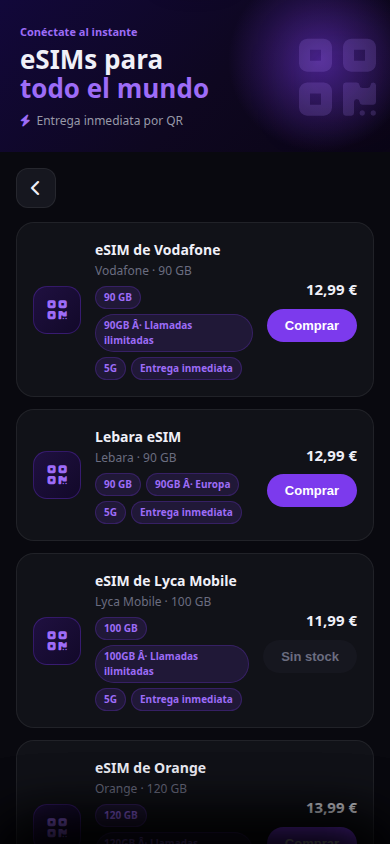 Conéctate al instante
eSIMs para
todo el mundo
Entrega inmediata por QR
eSIM de Vodafone
Vodafone · 90 GB
90 GB
90GB Â· Llamadas
ilimitadas
5G Entrega inmediata
12,99 €
Comprar
Lebara eSIM
Lebara · 90 GB
90 GB 90GB Â· Europa
5G Entrega inmediata
12,99 €
Comprar
eSIM de Lyca Mobile
Lyca Mobile · 100 GB
100 GB
100GB Â· Llamadas
ilimitadas
5G Entrega inmediata
11,99 €
Sin stock
eSIM de Orange
Orange · 120 GB
120 GB
13,99 €
Comprar